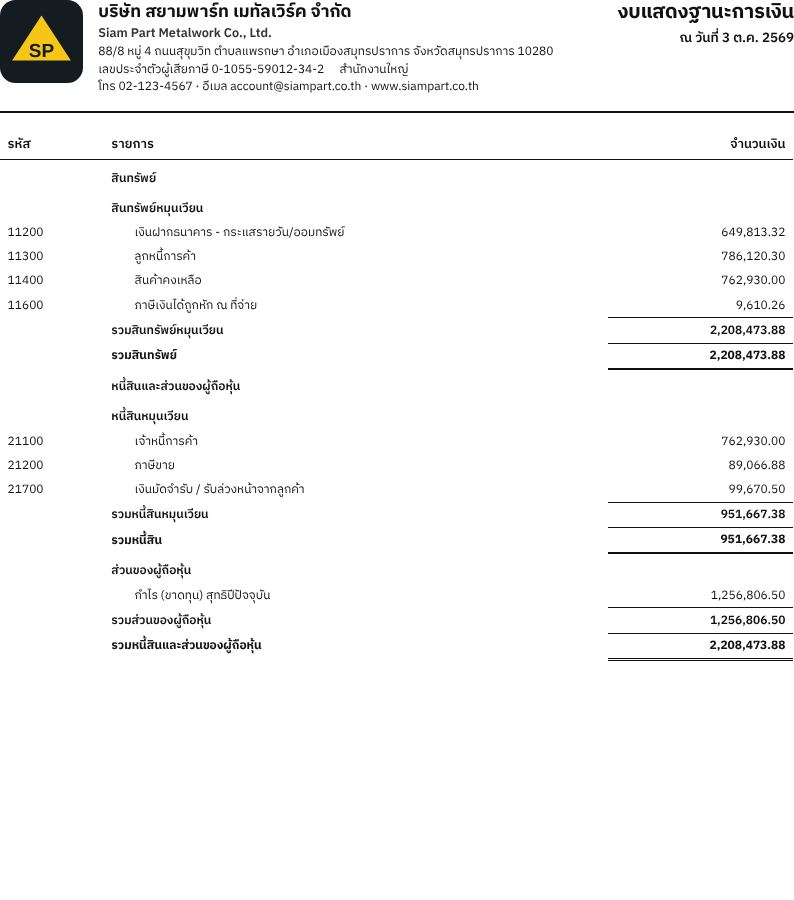 SP
บริษัท สยามพาร์ท เมทัลเวิร์ค จำกัด
Siam Part Metalwork Co., Ltd.
88/8 หมู่ 4 ถนนสุขุมวิท ตำบลแพรกษา อำเภอเมืองสมุทรปราการ จังหวัดสมุทรปราการ 10280
เลขประจำตัวผู้เสียภาษี 0-1055-59012-34-2 สำนักงานใหญ่
โทร 02-123-4567 · อีเมล account@siampart.co.th · www.siampart.co.th
งบแสดงฐานะการเงิน
ณ วันที่ 3 ต.ค. 2569
รหัส รายการ จำนวนเงิน
สินทรัพย์
สินทรัพย์หมุนเวียน
11200 เงินฝากธนาคาร - กระแสรายวัน/ออมทรัพย์ 649,813.32
11300 ลูกหนี้การค้า 786,120.30
11400 สินค้าคงเหลือ 762,930.00
11600 ภาษีเงินได้ถูกหัก ณ ที่จ่าย 9,610.26
รวมสินทรัพย์หมุนเวียน 2,208,473.88
รวมสินทรัพย์ 2,208,473.88
หนี้สินและส่วนของผู้ถือหุ้น
หนี้สินหมุนเวียน
21100 เจ้าหนี้การค้า 762,930.00
21200 ภาษีขาย 89,066.88
21700 เงินมัดจำรับ / รับล่วงหน้าจากลูกค้า 99,670.50
รวมหนี้สินหมุนเวียน 951,667.38
รวมหนี้สิน 951,667.38
ส่วนของผู้ถือหุ้น
กำไร (ขาดทุน) สุทธิปีปัจจุบัน 1,256,806.50
รวมส่วนของผู้ถือหุ้น 1,256,806.50
รวมหนี้สินและส่วนของผู้ถือหุ้น 2,208,473.88